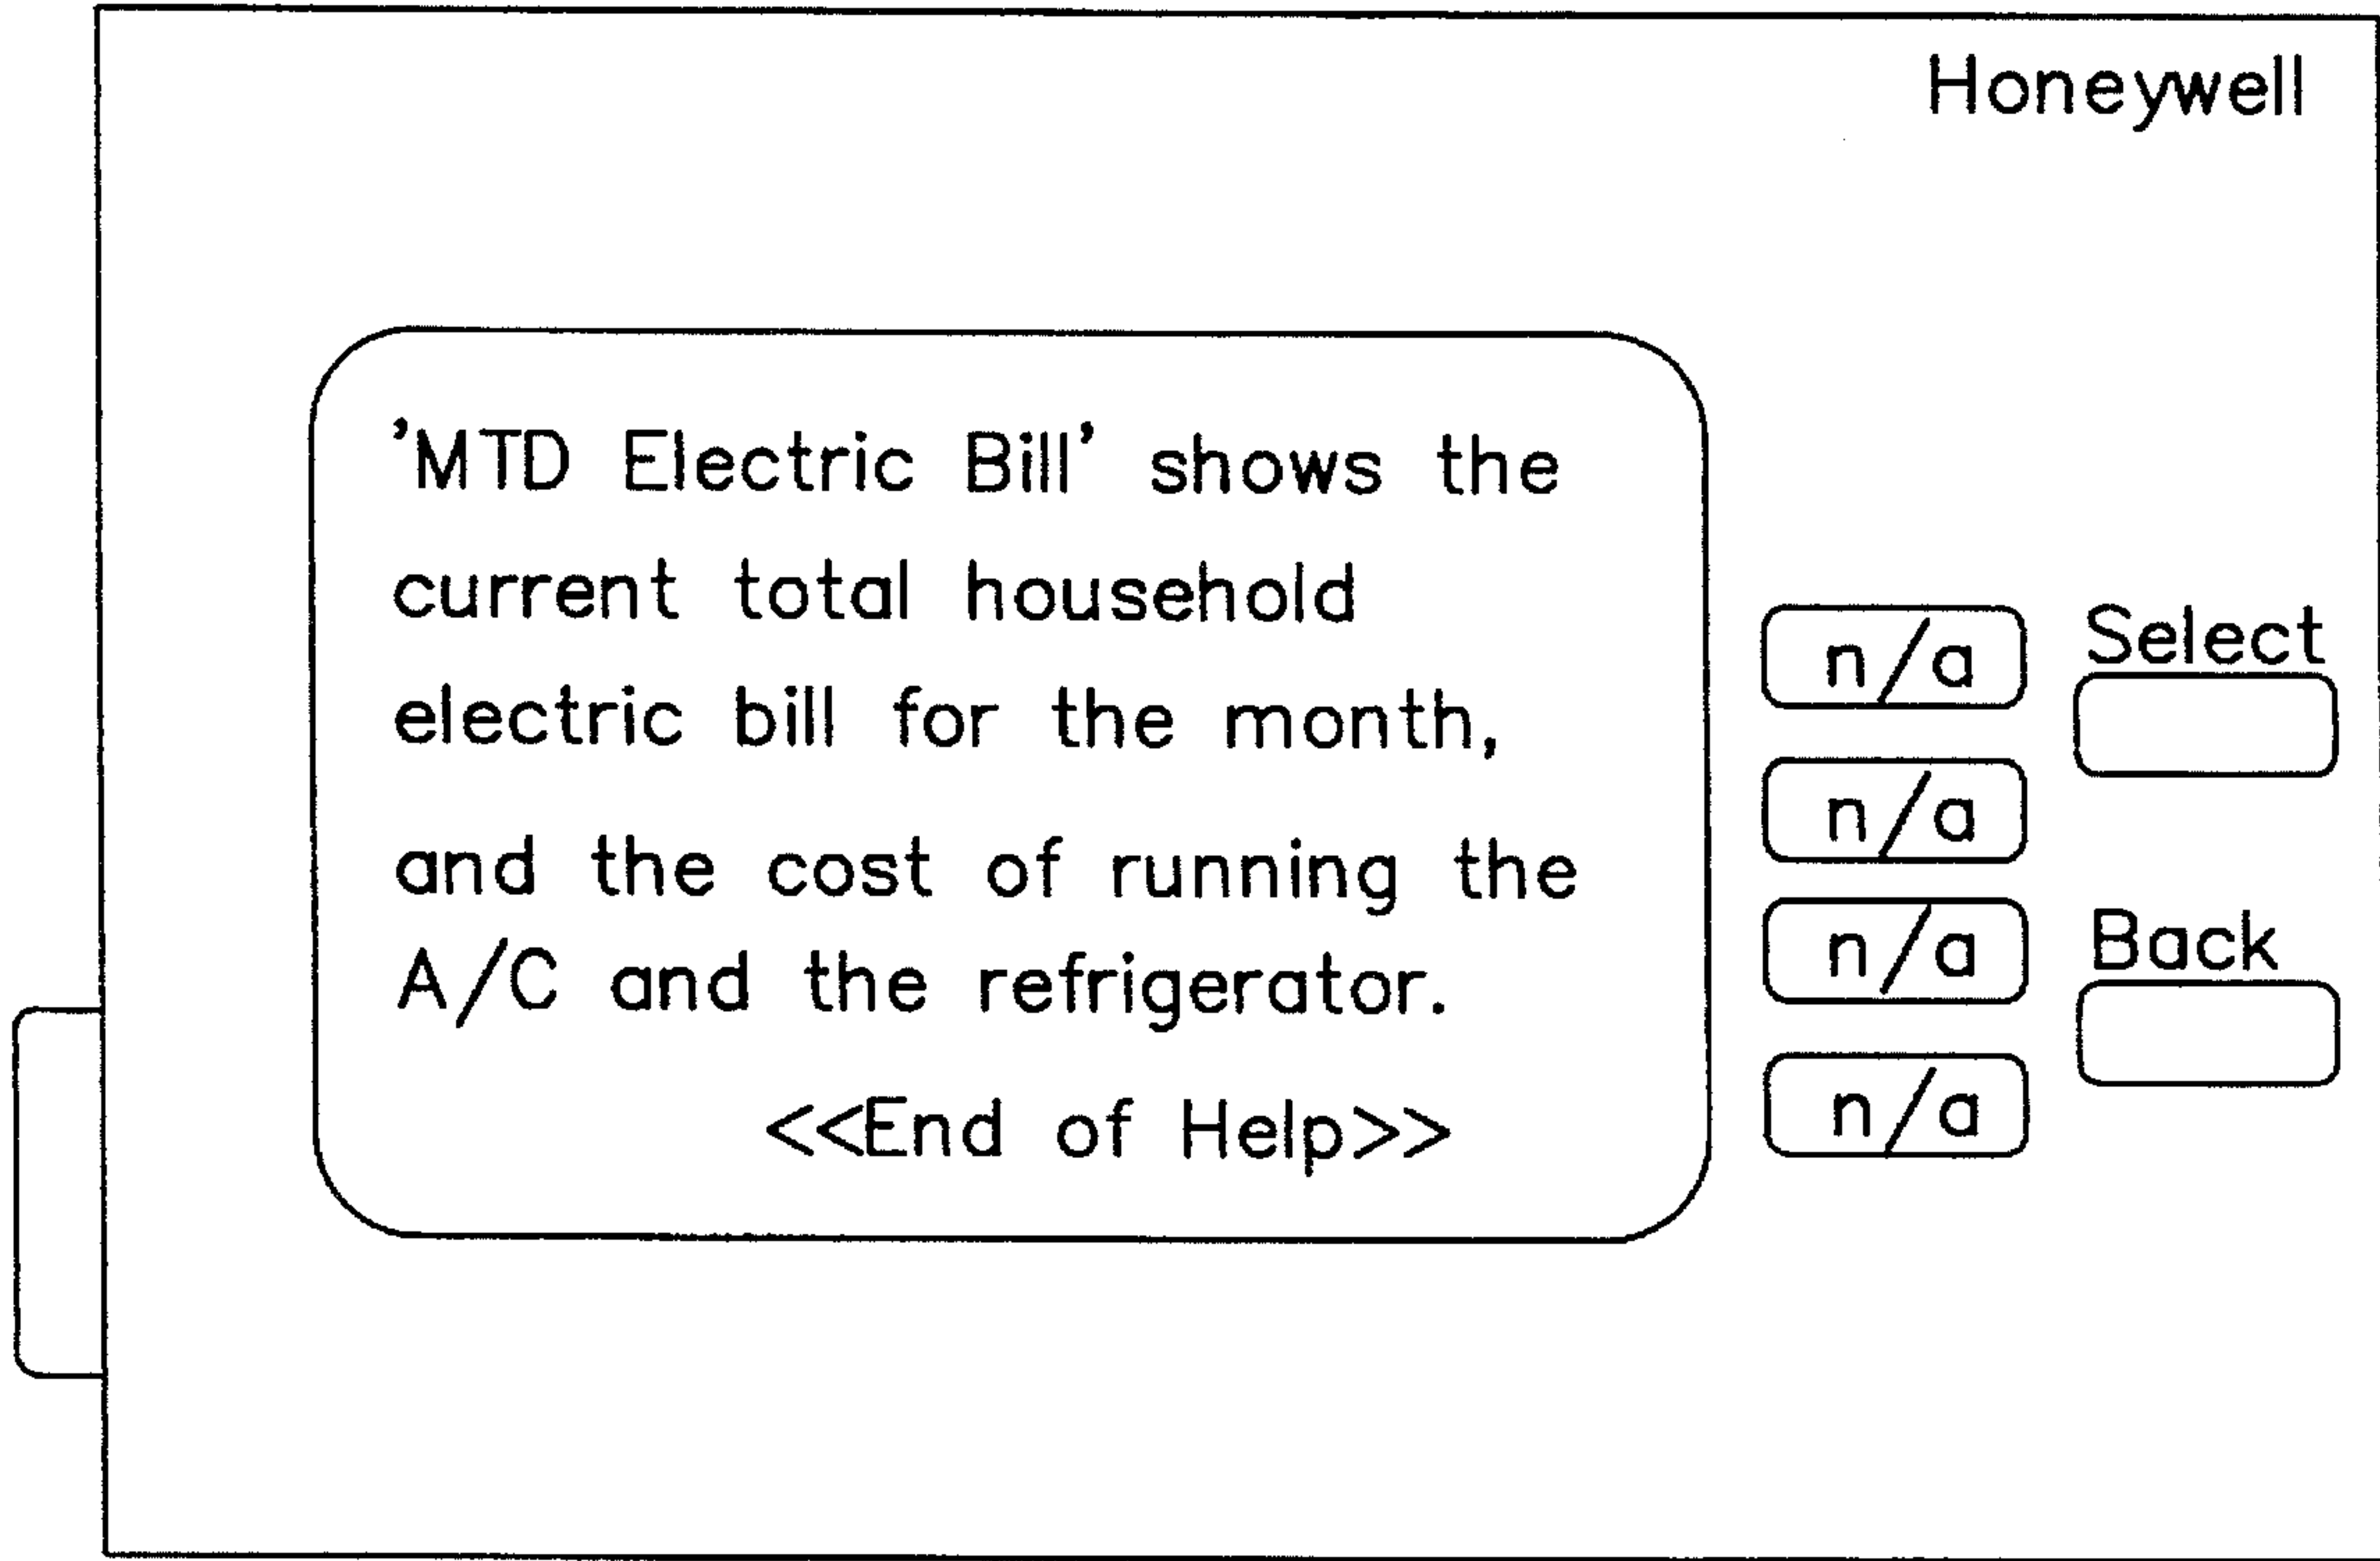 Honeywell
'MTD Electric Bill' shows the
current total household
electric bill for the month,
and the cost of running the
A/C and the refrigerator.
<<End of Help>>
n/a
Select
n/a
n/a
Back
n/a